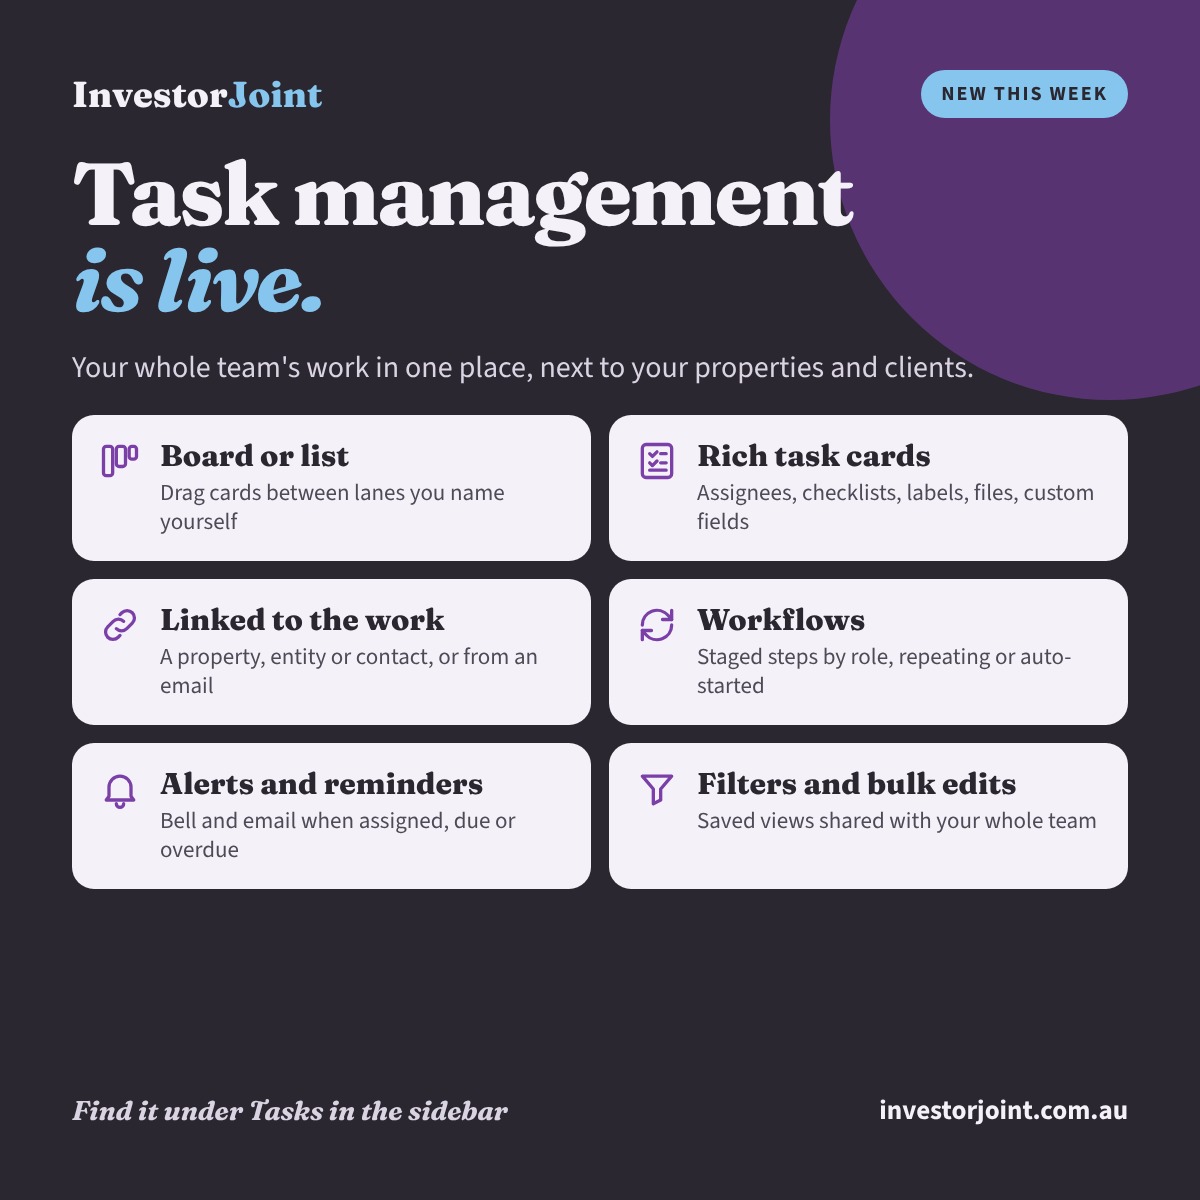 InvestorJoint
NEW THIS WEEK
Task management
is live.
Your whole team's work in one place, next to your properties and clients.
Board or list
Drag cards between lanes you name
yourself
Rich task cards
Assignees, checklists, labels, files, custom
fields
Linked to the work
A property, entity or contact, or from an
email
Workflows
Staged steps by role, repeating or auto-
started
Alerts and reminders
Bell and email when assigned, due or
overdue
Filters and bulk edits
Saved views shared with your whole team
Find it under Tasks in the sidebar
investorjoint.com.au